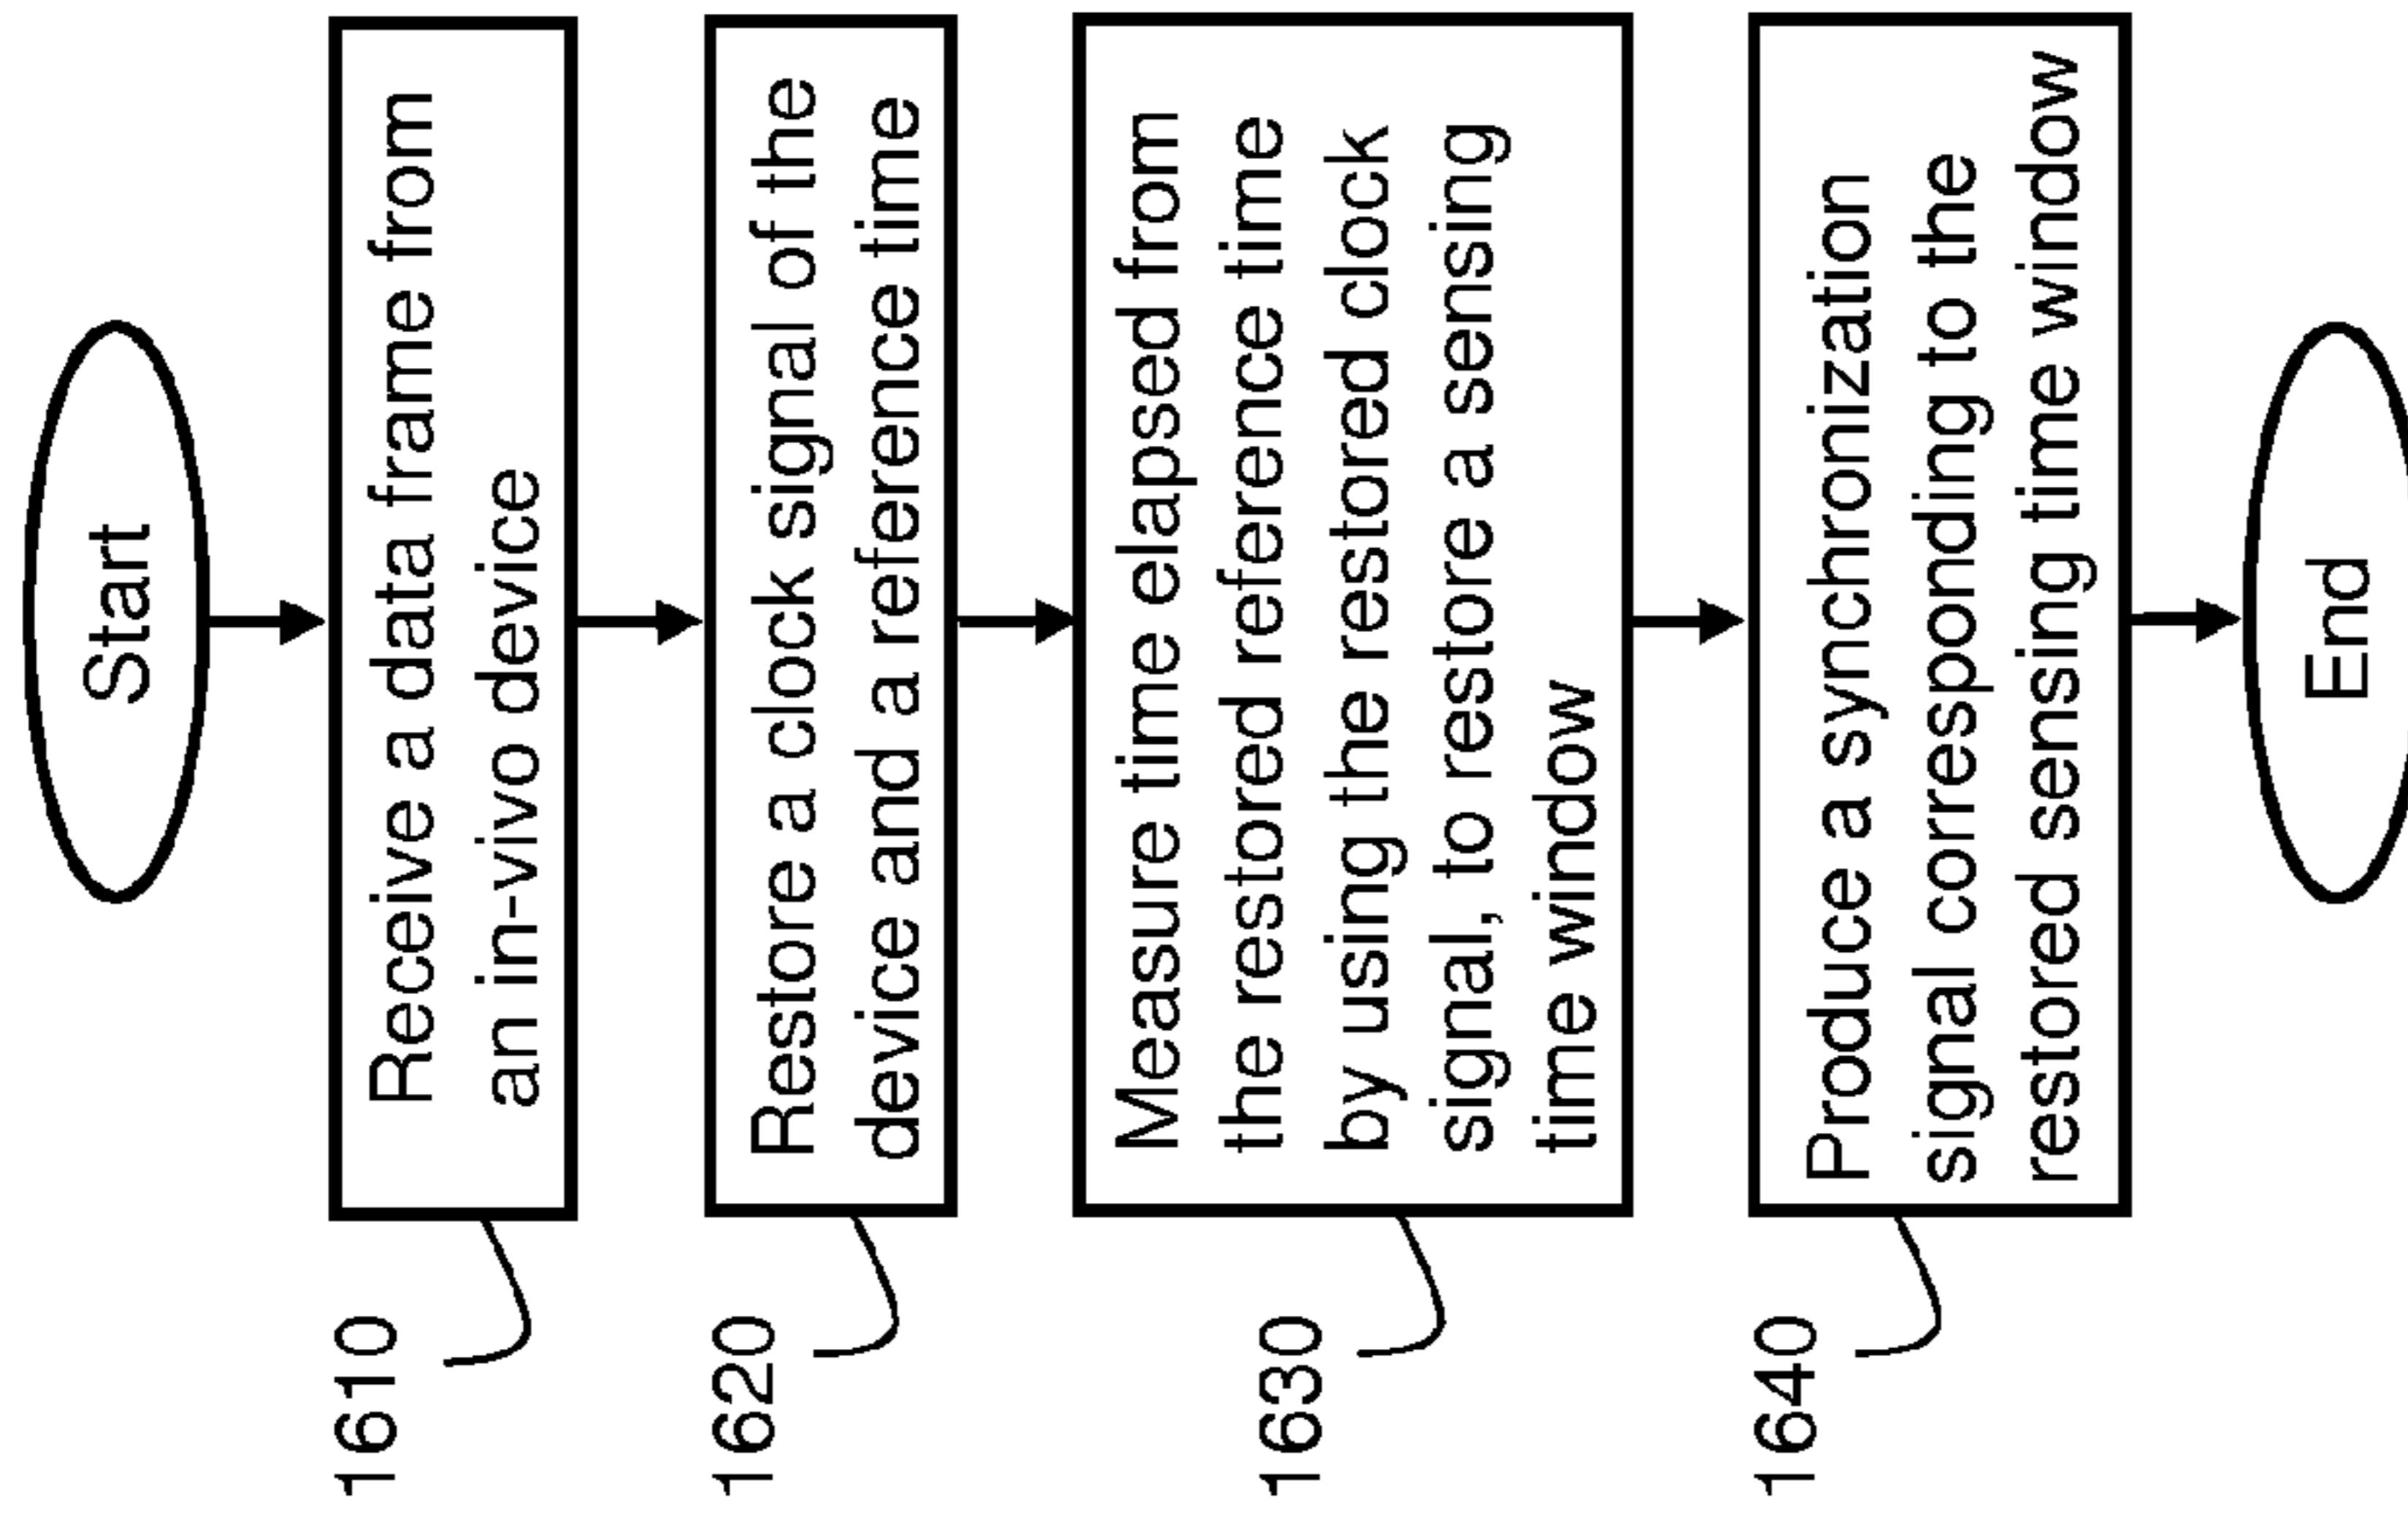 Start
1610
Receive a data frame from
an in-vivo device
1620
Restore a clock signal of the
device and a reference time
1630
Measure time elapsed from
the restored reference time
by using the restored clock
signal, to restore a sensing
time window
1640
Produce a synchronization
signal corresponding to the
restored sensing time window
End